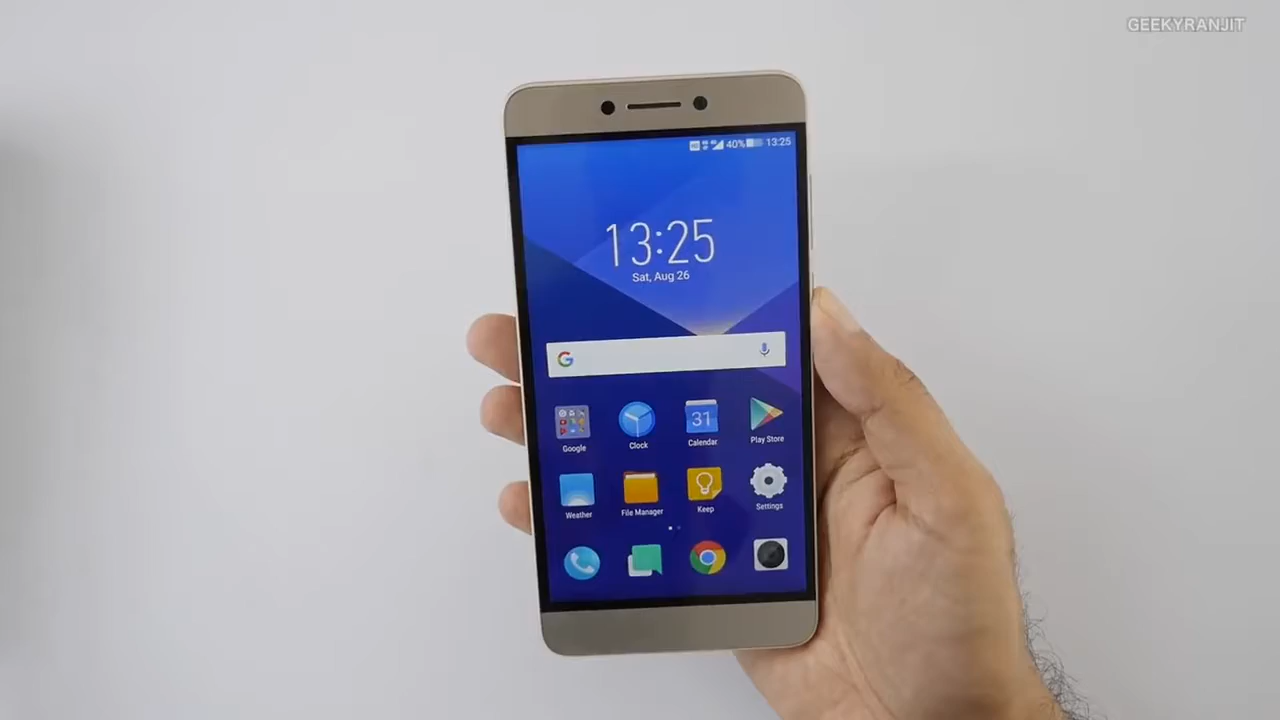 GEEKYRANJIT
40% 13:25
13:25
Sat, Aug 26
G
Google Clock 31 Calendar Play Store
Weather File Manager Keep Settings